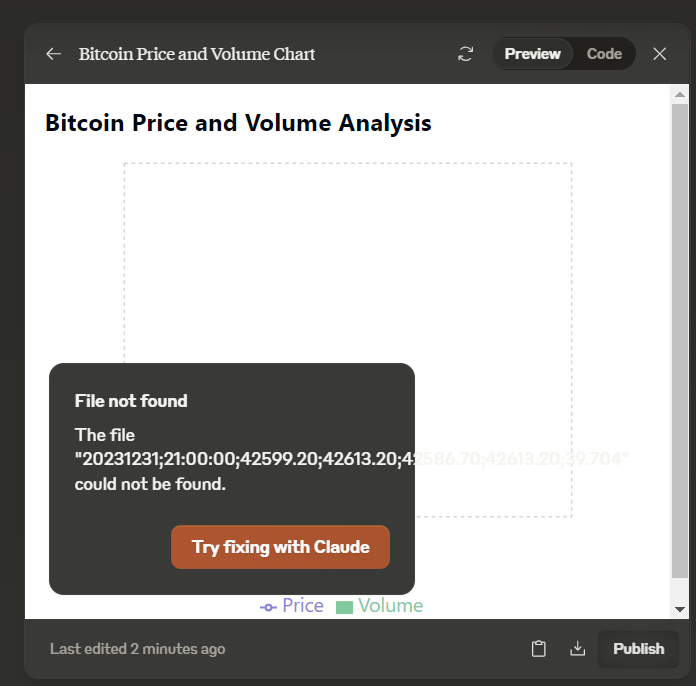 Bitcoin Price and Volume Chart
Preview
Code
Bitcoin Price and Volume Analysis
File not found
The file
"20231231;21:00:00;42599.20;42613.20;42586.70;42613.20;39.704"
could not be found.
Try fixing with Claude
Price
Volume
Last edited 2 minutes ago
Publish